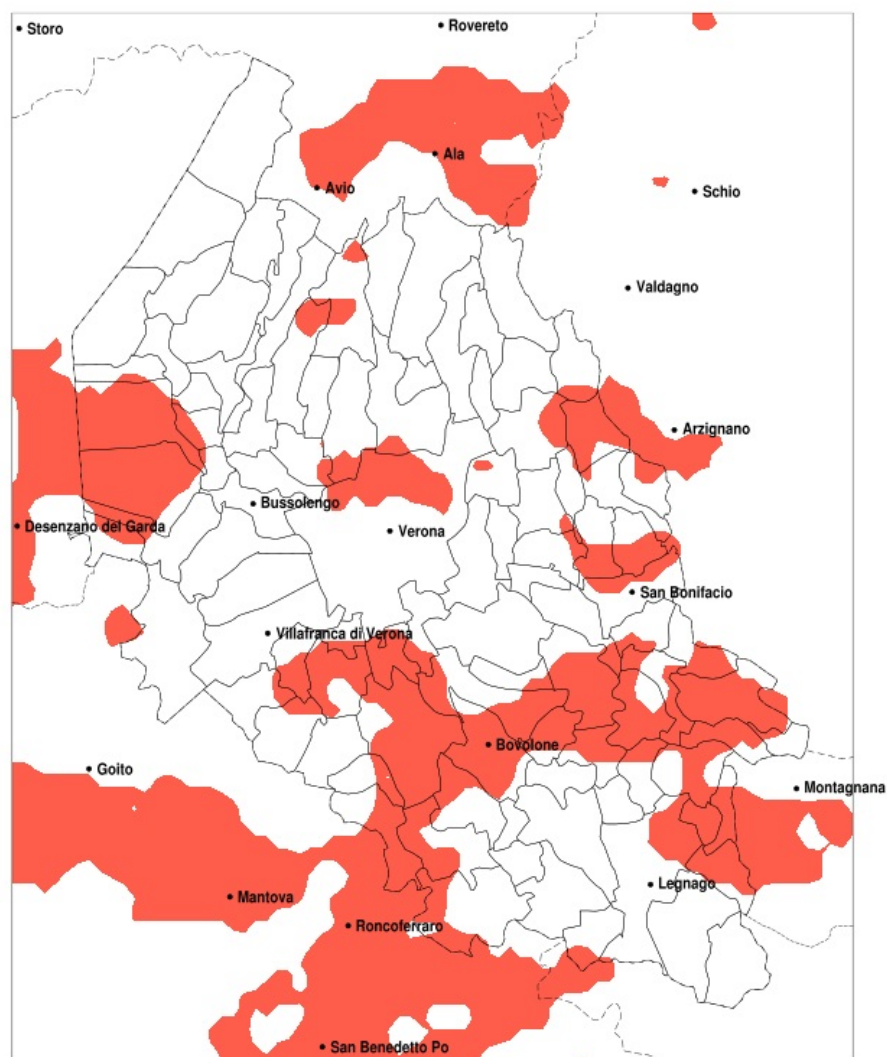 Storo
Rovereto
Ala
Avio
Schio
Valdagno
Arzignano
Bussolengo
Desenzano del Garda
Verona
San Bonifacio
Villafranca di Verona
Bovolone
Goito
Montagnana
Legnago
Mantova
Roncoferraro
San Benedetto Po